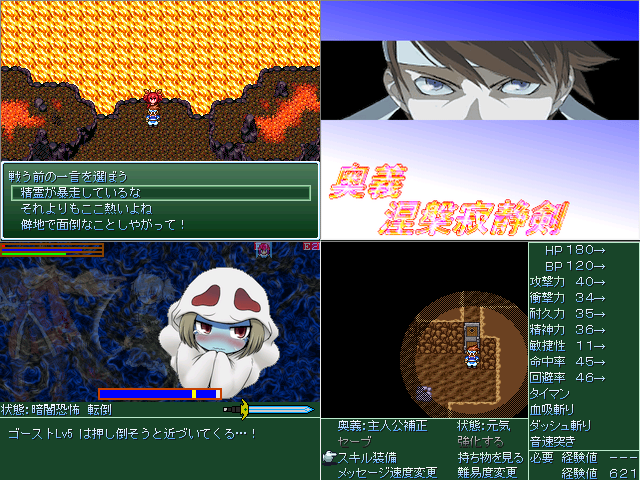 戦う前の一言を選ぼう
精霊が暴走しているな
それよりもここ熱いよね
僻地で面倒なことしやがって!
奥義
涅槃寂静剣
状態:暗闇恐怖 転倒
ゴーストLv5 は押し倒そうと近づいてくる…!
HP180→
BP120→
攻撃力 40→
衝撃力 34→
耐久力 35→
精神力 36→
敏捷性 11→
命中率 45→
回避率 46→
タイマン
血吸斬り
ダッシュ斬り
音速突き
必要 経験値 ---
経験値 621
奥義:主人公補正 状態:元気
セーブ 強化する
スキル装備 持ち物を見る
メッセージ速度変更 難易度変更